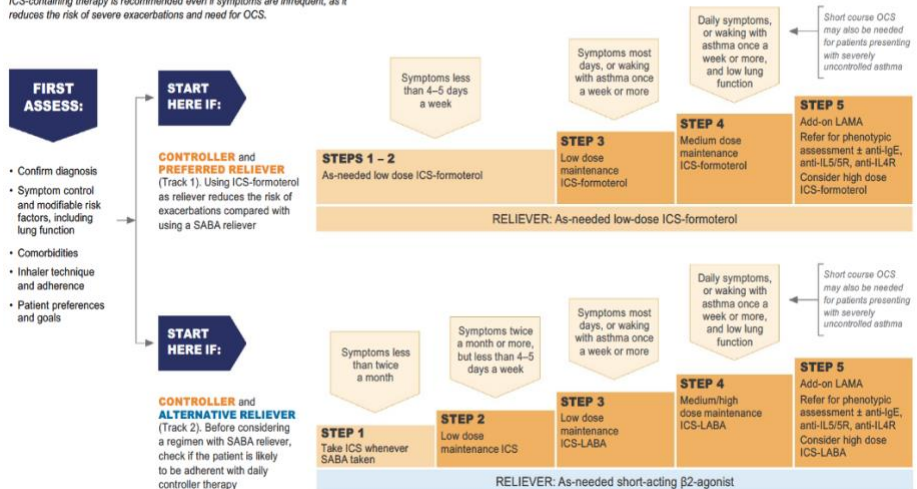 ICS-containing therapy is recommended even if symptoms are infrequent, as it
reduces the risk of severe exacerbations and need for OCS.
FIRST
ASSESS:
• Confirm diagnosis
• Symptom control
and modifiable risk
factors, including
lung function
• Comorbidities
• Inhaler technique
and adherence
• Patient preferences
and goals
START
HERE IF:
CONTROLLER and
PREFERRED RELIEVER
(Track 1). Using ICS-formoterol
as reliever reduces the risk of
exacerbations compared with
using a SABA reliever
Symptoms less
than 4–5 days
a week
Symptoms most
days, or waking
with asthma once
a week or more
Daily symptoms,
or waking with
asthma once a
week or more,
and low lung
function
Short course OCS
may also be needed
for patients presenting
with severely
uncontrolled asthma
STEPS 1 – 2
As-needed low dose ICS-formoterol
STEP 3
Low dose
maintenance
ICS-formoterol
STEP 4
Medium dose
maintenance
ICS-formoterol
STEP 5
Add-on LAMA
Refer for phenotypic
assessment ± anti-IgE,
anti-IL5/5R, anti-IL4R
Consider high dose
ICS-formoterol
RELIEVER: As-needed low-dose ICS-formoterol
START
HERE IF:
CONTROLLER and
ALTERNATIVE RELIEVER
(Track 2). Before considering
a regimen with SABA reliever,
check if the patient is likely
to be adherent with daily
controller therapy
Symptoms less
than twice
a month
Symptoms twice
a month or more,
but less than 4–5
days a week
Symptoms most
days, or waking
with asthma once
a week or more
Daily symptoms,
or waking with
asthma once a
week or more,
and low lung
function
Short course OCS
may also be needed
for patients presenting
with severely
uncontrolled asthma
STEP 1
Take ICS whenever
SABA taken
STEP 2
Low dose
maintenance ICS
STEP 3
Low dose
maintenance
ICS-LABA
STEP 4
Medium/high
dose maintenance
ICS-LABA
STEP 5
Add-on LAMA
Refer for phenotypic
assessment ± anti-IgE,
anti-IL5/5R, anti-IL4R
Consider high dose
ICS-LABA
RELIEVER: As-needed short-acting β2-agonist